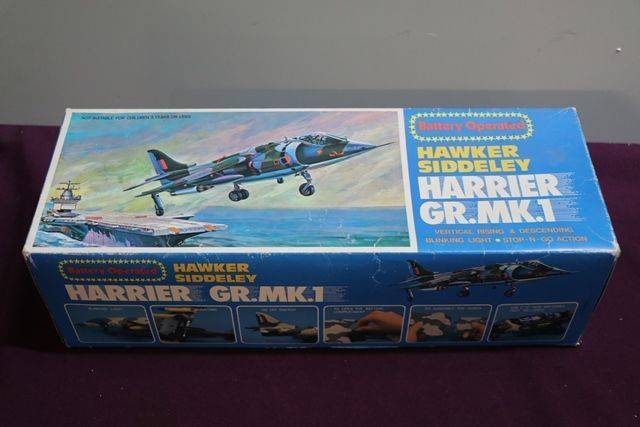 NOT SUITABLE FOR CHILDREN 3 YEARS OR LESS
Battery Operated
HAWKER
SIDDELEY
HARRIER
GR.MK.1
VERTICAL RISING & DESCENDING
BLINKING LIGHT • STOP-N-GO ACTION
Battery Operated
HAWKER
SIDDELEY
HARRIER GR.MK.1